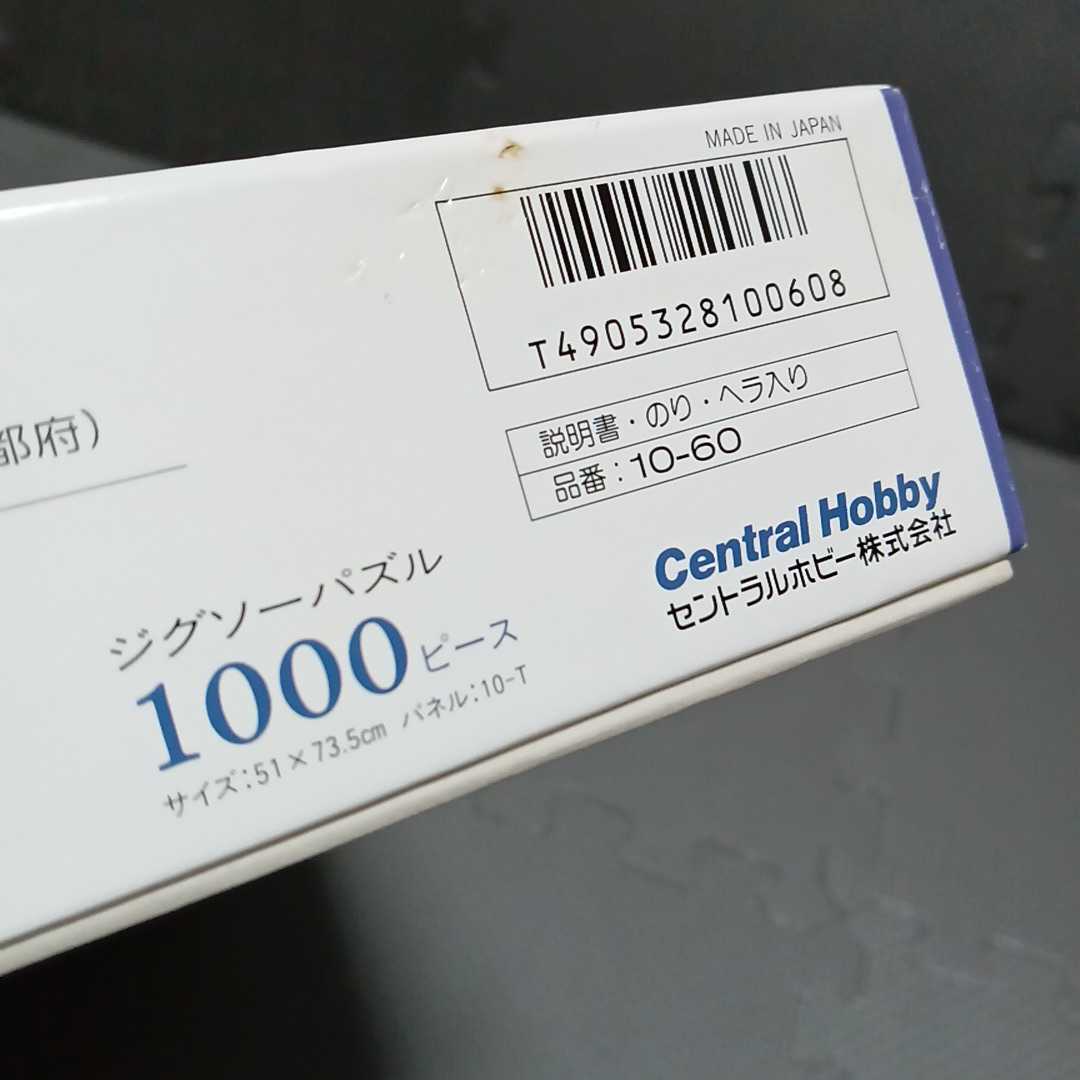 MADE IN JAPAN
T4905328100608
説明書・のり・ヘラ入り
品番：10-60
都府）
Central Hobby
セントラルホビー株式会社
ジグソーパズル
1000ピース
サイズ：51×73.5cm パネル：10-T